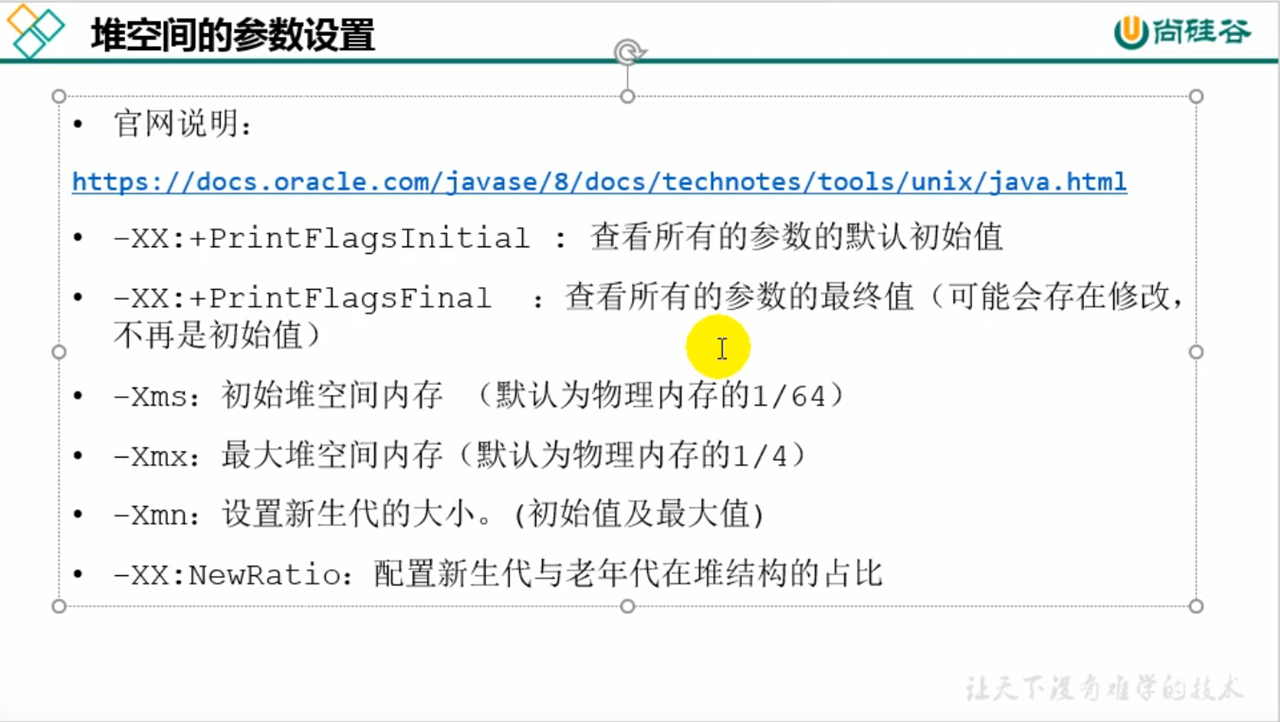 堆空间的参数设置
尚硅谷
• 官网说明：
https://docs.oracle.com/javase/8/docs/technotes/tools/unix/java.html
• -XX:+PrintFlagsInitial : 查看所有的参数的默认初始值
• -XX:+PrintFlagsFinal ：查看所有的参数的最终值（可能会存在修改，
不再是初始值）
• -Xms：初始堆空间内存 （默认为物理内存的1/64）
• -Xmx：最大堆空间内存（默认为物理内存的1/4）
• -Xmn：设置新生代的大小。(初始值及最大值)
• -XX:NewRatio：配置新生代与老年代在堆结构的占比
让天下没有难学的技术